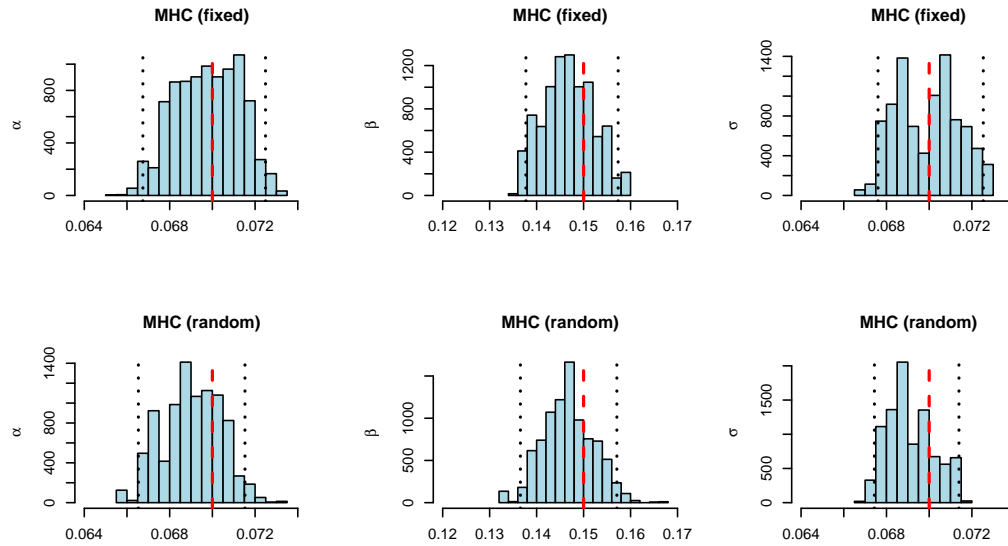 MHC (fixed)
α
0 400 800
0.064 0.068 0.072
MHC (fixed)
β
0 400 800 1200
0.12 0.13 0.14 0.15 0.16 0.17
MHC (fixed)
σ
0 400 800 1400
0.064 0.068 0.072
MHC (random)
α
0 400 800 1400
0.064 0.068 0.072
MHC (random)
β
0 500 1000
0.12 0.13 0.14 0.15 0.16 0.17
MHC (random)
σ
0 500 1500
0.064 0.068 0.072